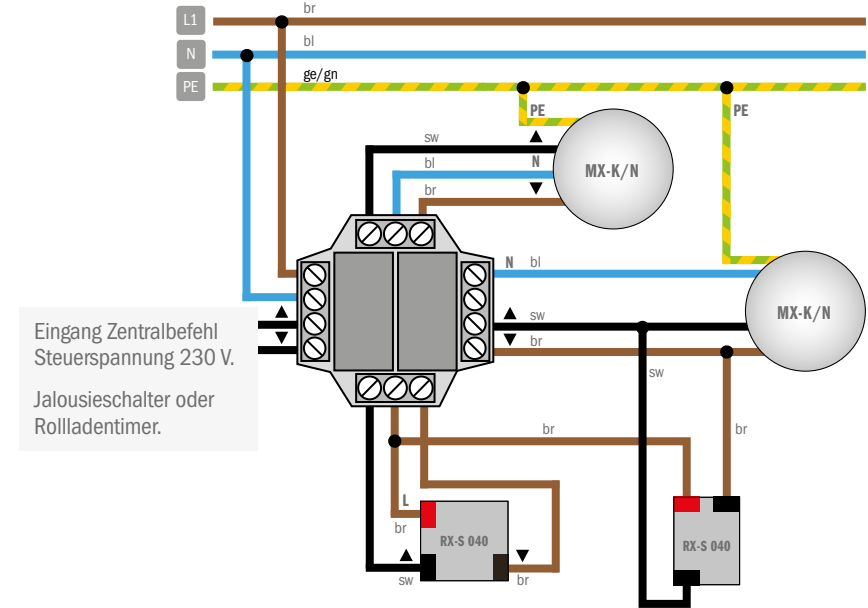 L1
br
N
bl
PE
ge/gn
PE
PE
sw
bl
N
br
MX-K/N
N
bl
sw
br
MX-K/N
Eingang Zentralbefehl
Steuerspannung 230 V.
Jalousieschalter oder
Rollladentimer.
sw
br
br
L
br
RX-S 040
sw
br
RX-S 040